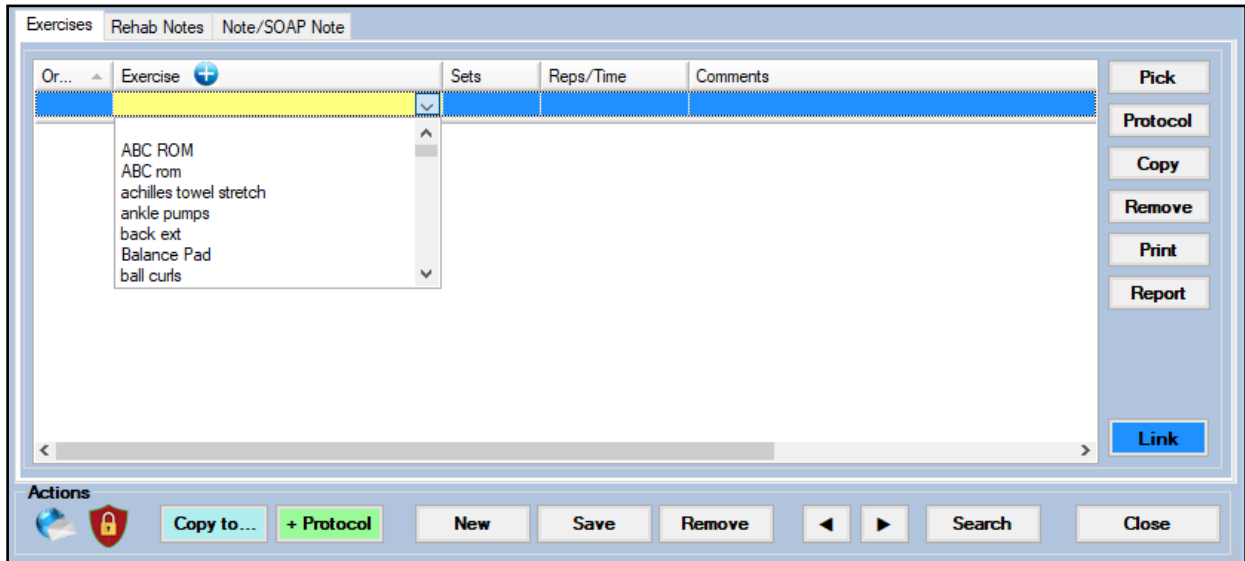 Exercises Rehab Notes Note/SOAP Note
Or... Exercise Sets Reps/Time Comments
Pick
Protocol
Copy
Remove
Print
Report
Link
ABC ROM
ABC rom
achilles towel stretch
ankle pumps
back ext
Balance Pad
ball curls
Actions
Copy to... + Protocol New Save Remove Search Close